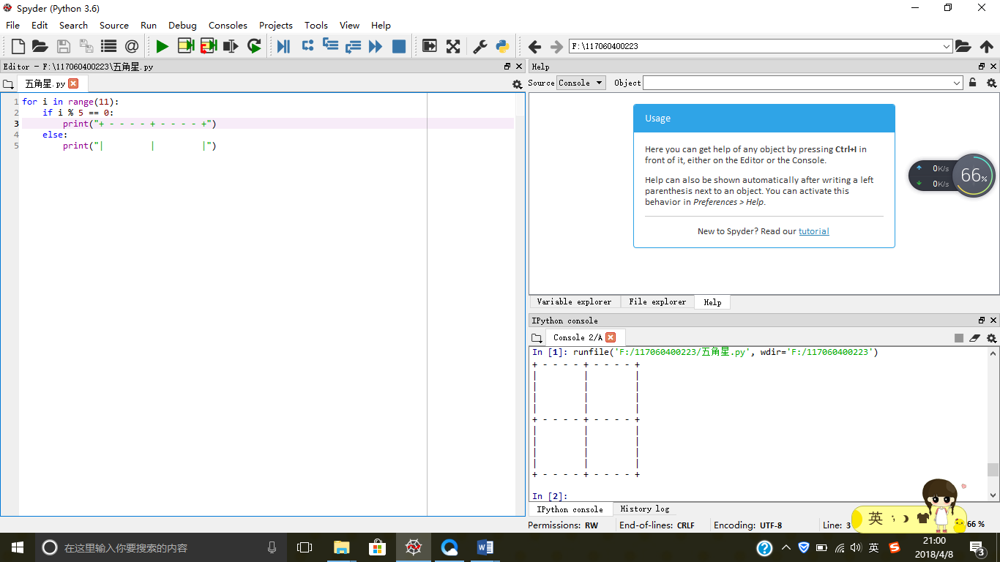 Spyder (Python 3.6)
File Edit Search Source Run Debug Consoles Projects Tools View Help
F:\117060400223
Editor - F:\117060400223\五角星.py
五角星.py
1 for i in range(11):
2     if i % 5 == 0:
3         print("+ - - - - + - - - - +")
4     else:
5         print("|         |         |")
Help
Source Console Object
Usage
Here you can get help of any object by pressing Ctrl+I in
front of it, either on the Editor or the Console.
Help can also be shown automatically after writing a left
parenthesis next to an object. You can activate this
behavior in Preferences > Help.
New to Spyder? Read our tutorial
0K/s
0K/s
66%
Variable explorer File explorer Help
IPython console
Console 2/A
In [1]: runfile('F:/117060400223/五角星.py', wdir='F:/117060400223')
+ - - - - + - - - - +
|         |         |
|         |         |
|         |         |
|         |         |
+ - - - - + - - - - +
|         |         |
|         |         |
|         |         |
|         |         |
+ - - - - + - - - - +
In [2]:
IPython console History log
Permissions: RW End-of-lines: CRLF Encoding: UTF-8 Line: 3 66 %
英
在这里输入你要搜索的内容
英
21:00
2018/4/8
3